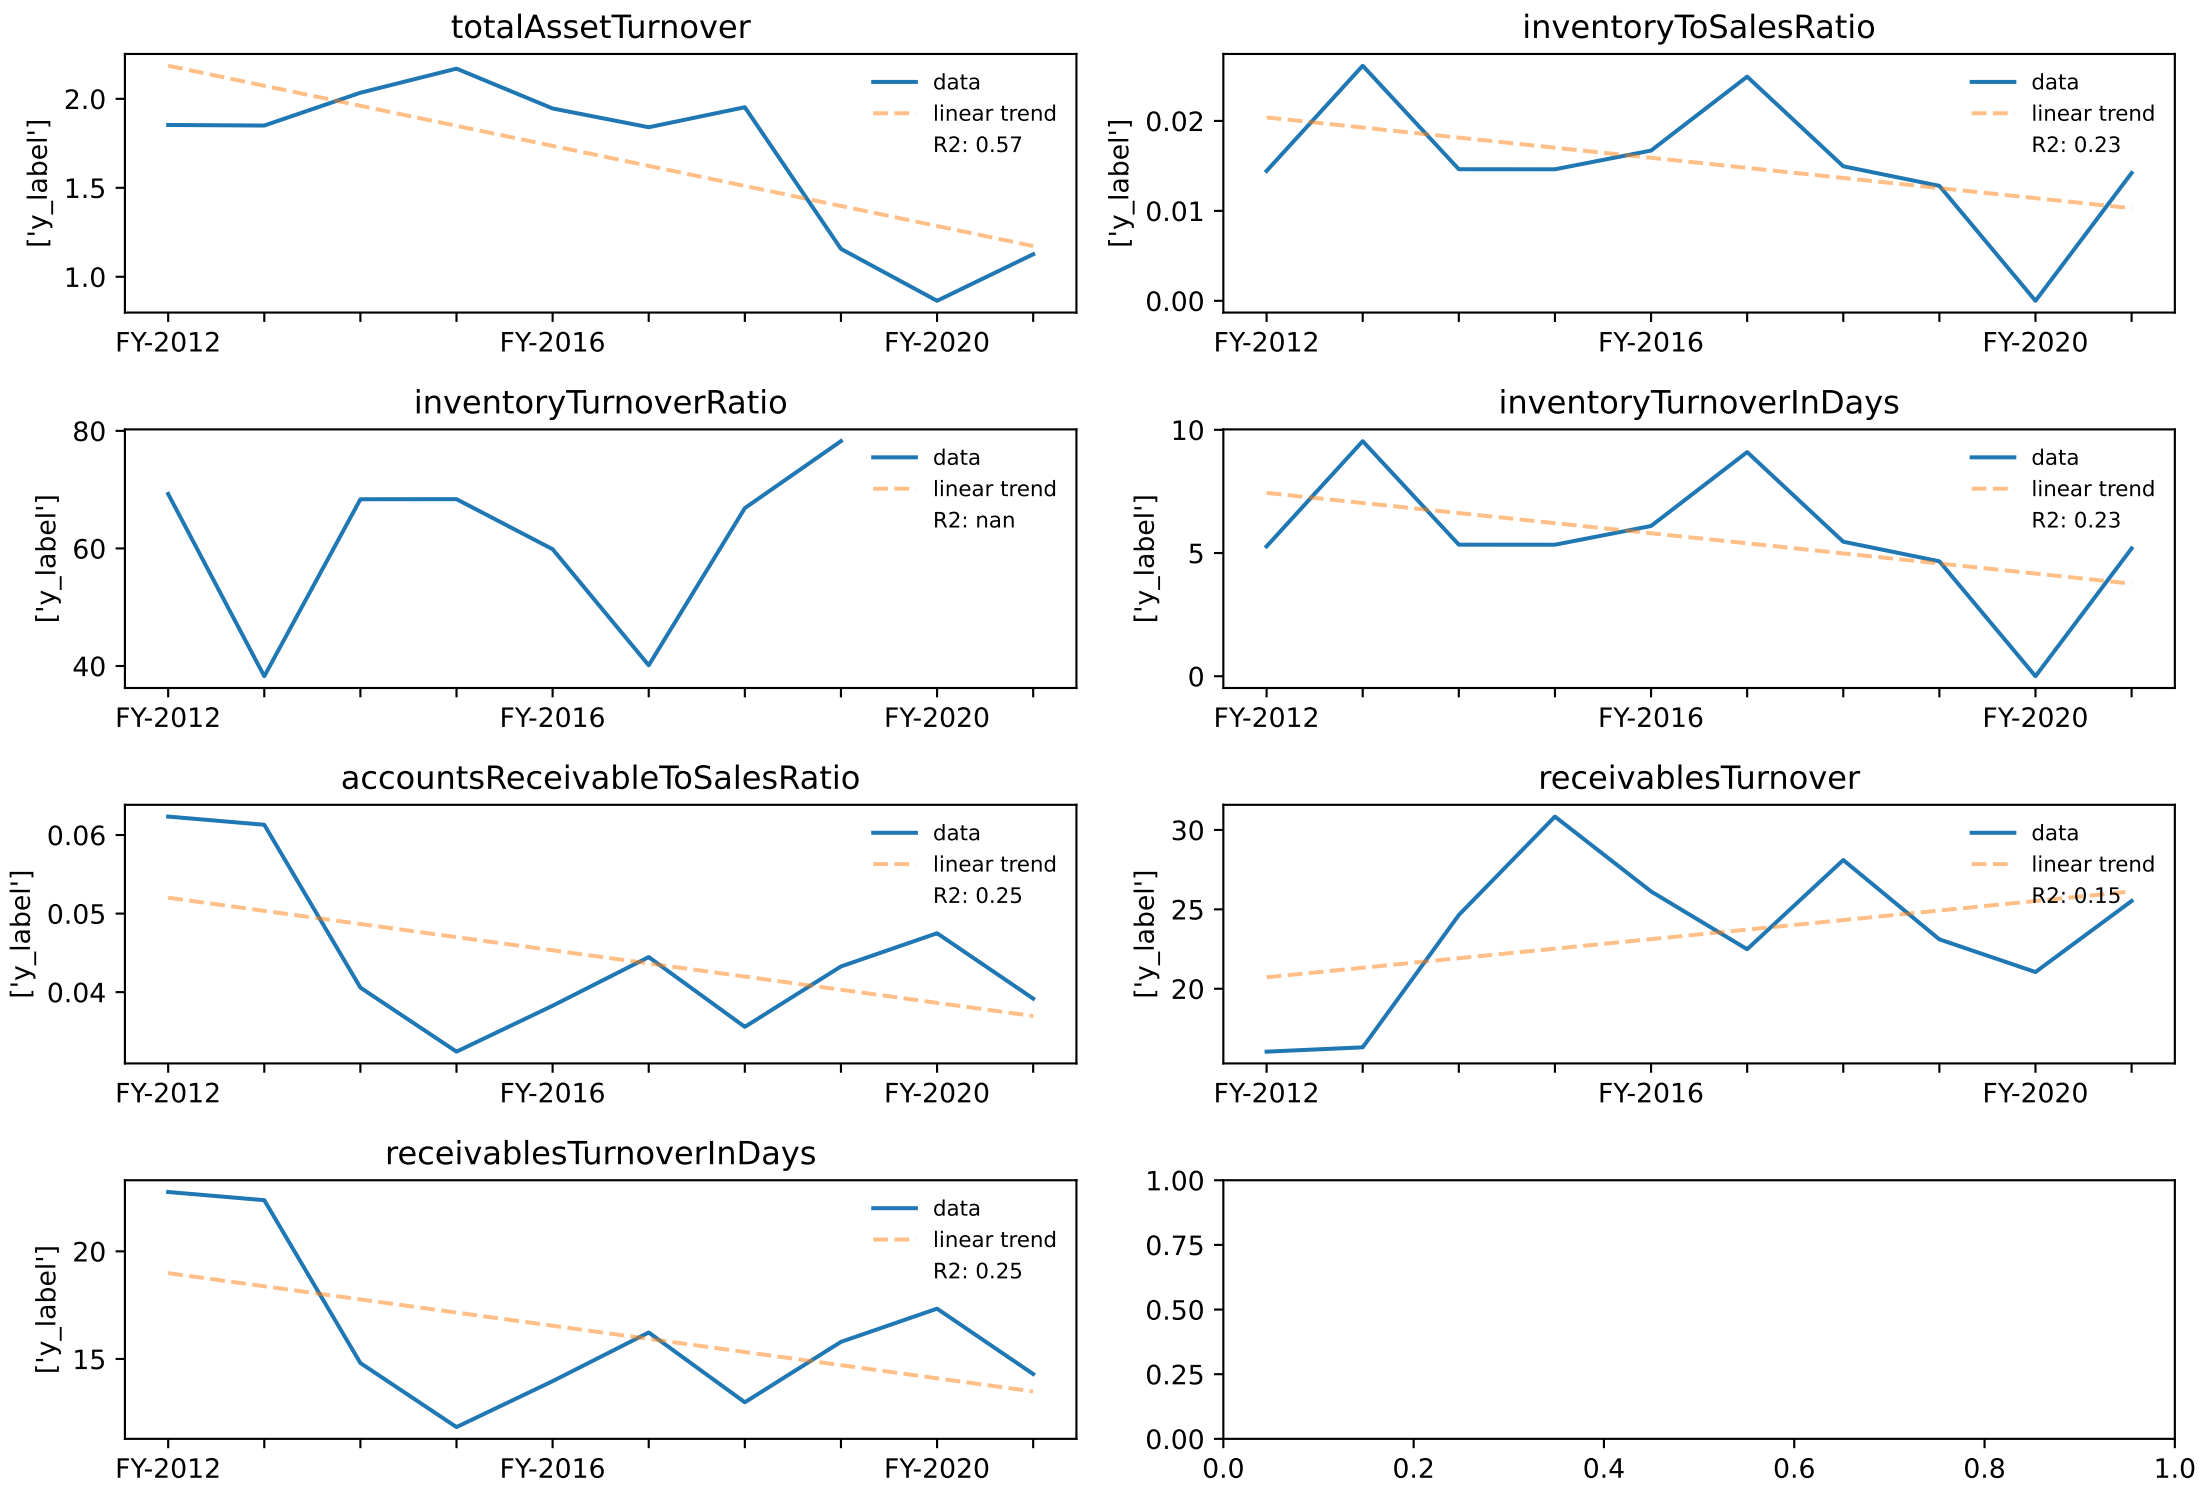 totalAssetTurnover
['y_label']
2.0
1.5
1.0
data
linear trend
R2: 0.57
FY-2012 FY-2016 FY-2020
inventoryToSalesRatio
['y_label']
0.02
0.01
0.00
data
linear trend
R2: 0.23
FY-2012 FY-2016 FY-2020
inventoryTurnoverRatio
['y_label']
80
60
40
data
linear trend
R2: nan
FY-2012 FY-2016 FY-2020
inventoryTurnoverInDays
['y_label']
10
5
0
data
linear trend
R2: 0.23
FY-2012 FY-2016 FY-2020
accountsReceivableToSalesRatio
['y_label']
0.06
0.05
0.04
data
linear trend
R2: 0.25
FY-2012 FY-2016 FY-2020
receivablesTurnover
['y_label']
30
25
20
data
linear trend
R2: 0.15
FY-2012 FY-2016 FY-2020
receivablesTurnoverInDays
['y_label']
20
15
data
linear trend
R2: 0.25
FY-2012 FY-2016 FY-2020
1.00
0.75
0.50
0.25
0.00
0.0 0.2 0.4 0.6 0.8 1.0